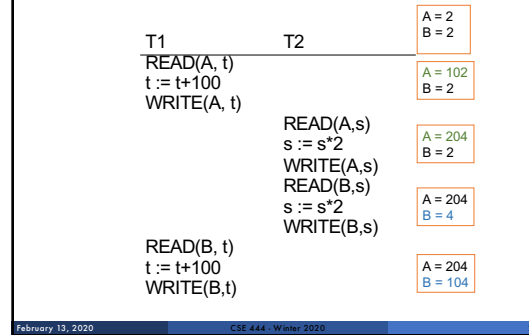 A = 2
B = 2
T1 T2
READ(A, t)
t := t+100
WRITE(A, t)
A = 102
B = 2
READ(A,s)
s := s*2
WRITE(A,s)
A = 204
B = 2
READ(B,s)
s := s*2
WRITE(B,s)
A = 204
B = 4
READ(B, t)
t := t+100
WRITE(B,t)
A = 204
B = 104
February 13, 2020 CSE 444 - Winter 2020